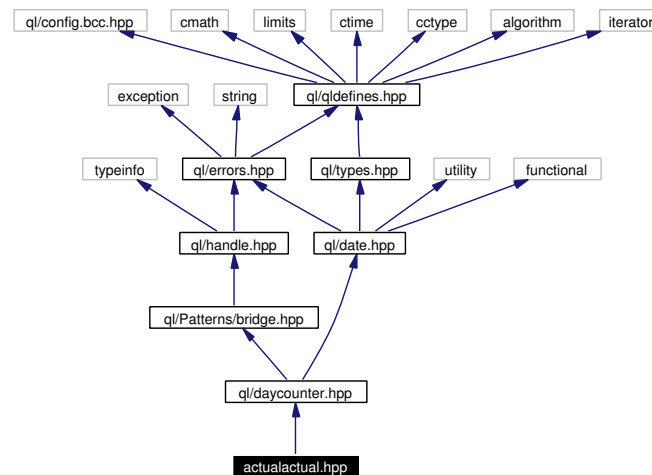 ql/config.bcc.hpp cmath limits ctime cctype algorithm iterator
exception string ql/qldefines.hpp
typeinfo ql/errors.hpp ql/types.hpp utility functional
ql/handle.hpp ql/date.hpp
ql/Patterns/bridge.hpp
ql/daycounter.hpp
actualactual.hpp